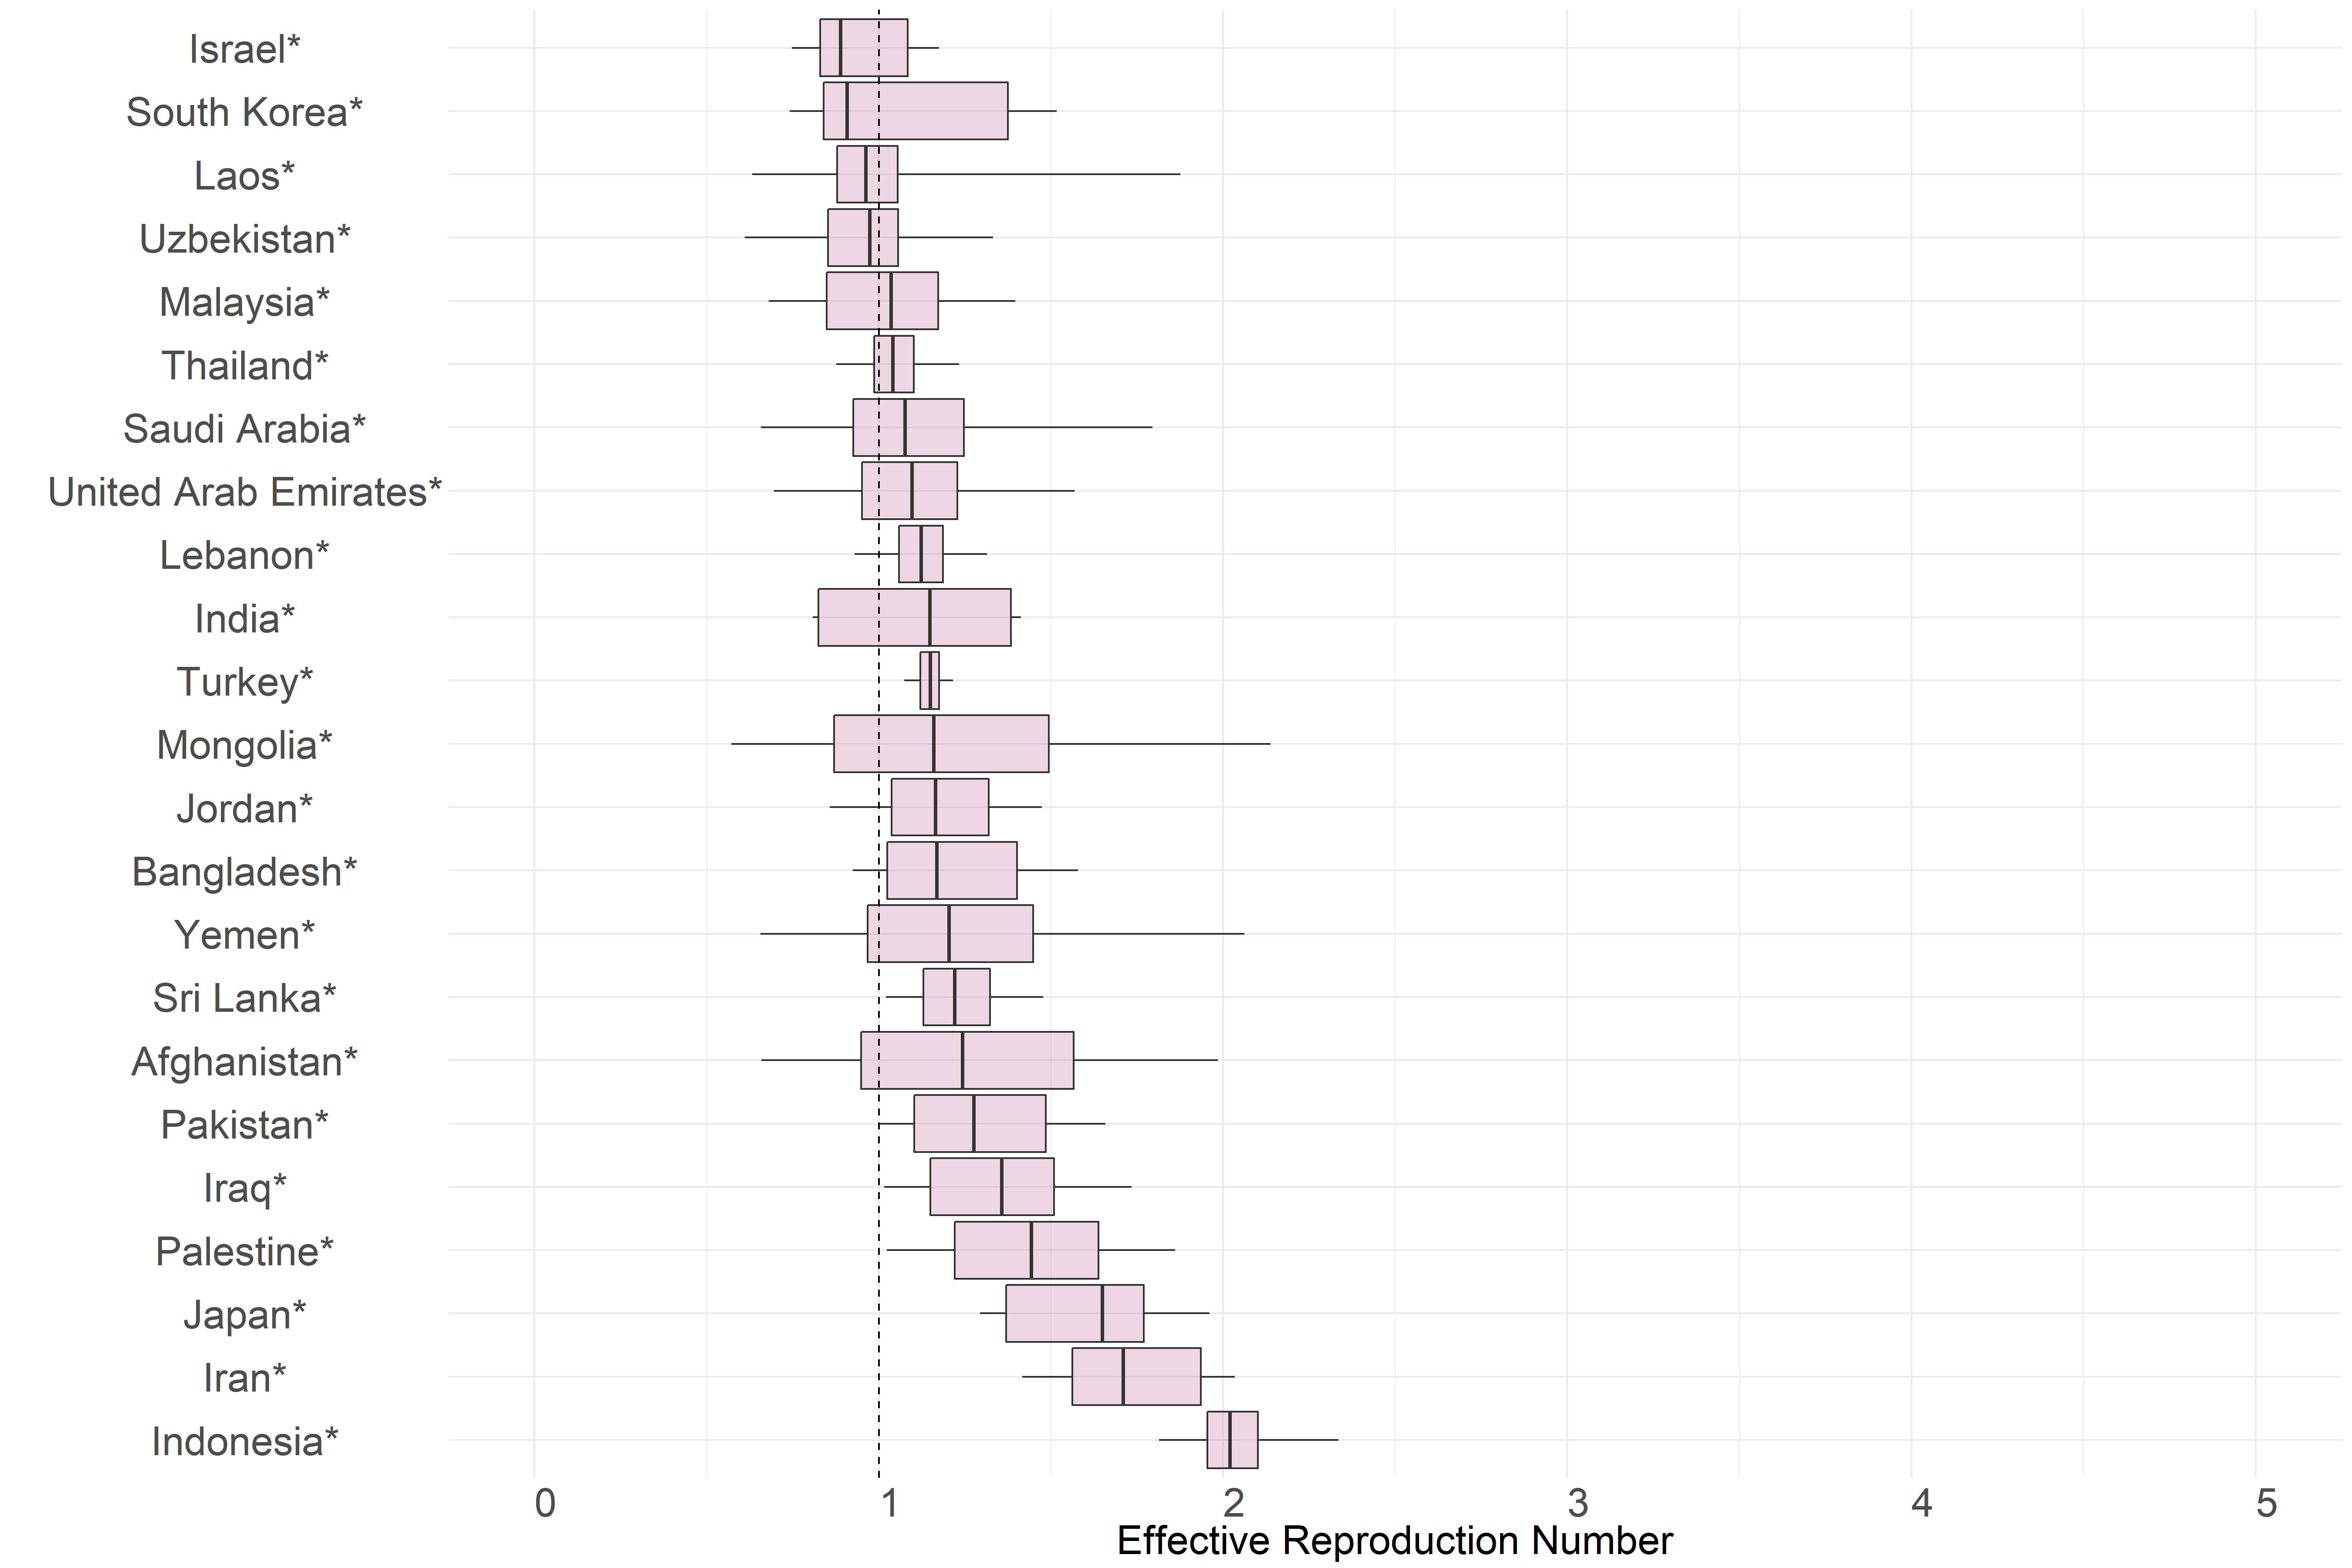 Israel*
South Korea*
Laos*
Uzbekistan*
Malaysia*
Thailand*
Saudi Arabia*
United Arab Emirates*
Lebanon*
India*
Turkey*
Mongolia*
Jordan*
Bangladesh*
Yemen*
Sri Lanka*
Afghanistan*
Pakistan*
Iraq*
Palestine*
Japan*
Iran*
Indonesia*
0 1 2 3 4 5
Effective Reproduction Number